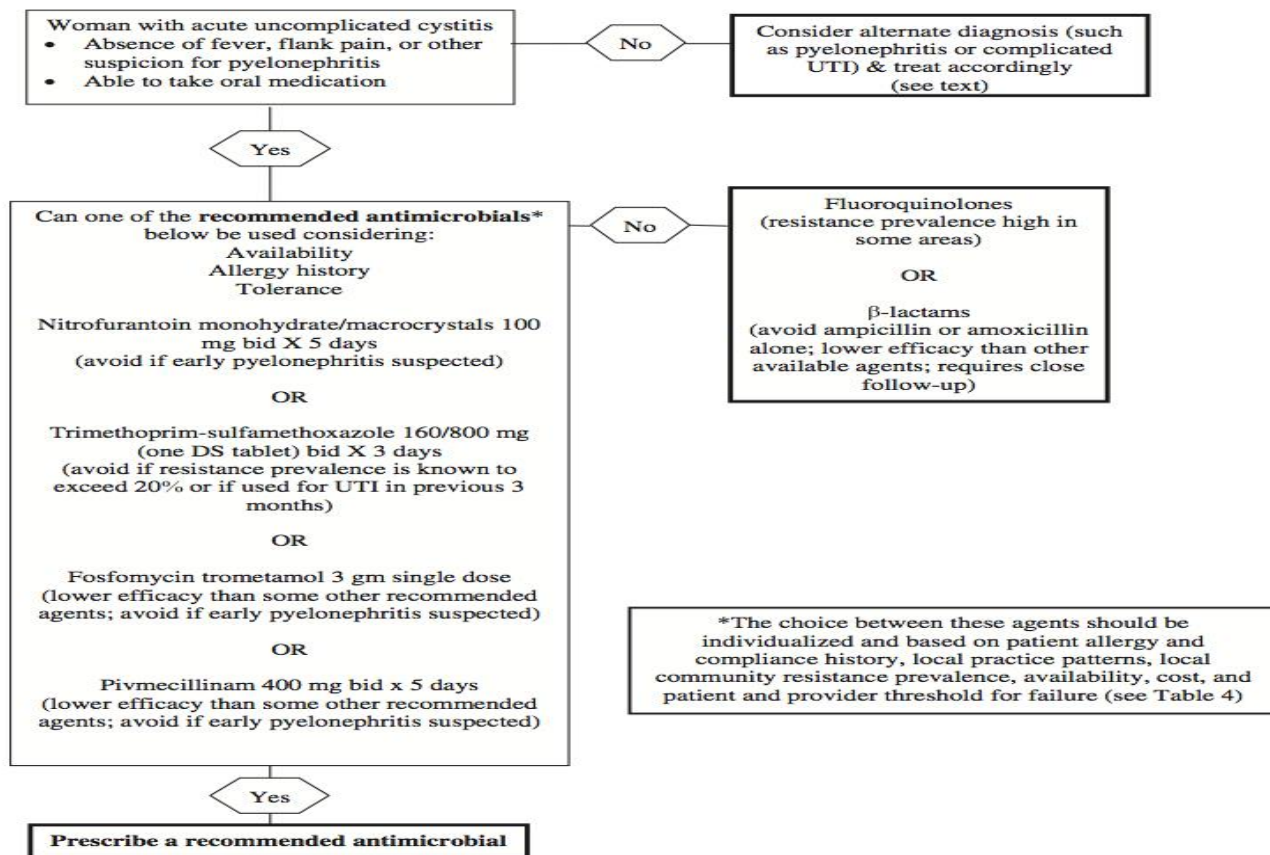 Woman with acute uncomplicated cystitis
• Absence of fever, flank pain, or other
suspicion for pyelonephritis
• Able to take oral medication
No
Consider alternate diagnosis (such
as pyelonephritis or complicated
UTI) & treat accordingly
(see text)
Yes
Can one of the recommended antimicrobials*
below be used considering:
Availability
Allergy history
Tolerance
Nitrofurantoin monohydrate/macrocrystals 100
mg bid X 5 days
(avoid if early pyelonephritis suspected)
OR
Trimethoprim-sulfamethoxazole 160/800 mg
(one DS tablet) bid X 3 days
(avoid if resistance prevalence is known to
exceed 20% or if used for UTI in previous 3
months)
OR
Fosfomycin trometamol 3 gm single dose
(lower efficacy than some other recommended
agents; avoid if early pyelonephritis suspected)
OR
Pivmecillinam 400 mg bid x 5 days
(lower efficacy than some other recommended
agents; avoid if early pyelonephritis suspected)
No
Fluoroquinolones
(resistance prevalence high in
some areas)
OR
β-lactams
(avoid ampicillin or amoxicillin
alone; lower efficacy than other
available agents; requires close
follow-up)
*The choice between these agents should be
individualized and based on patient allergy and
compliance history, local practice patterns, local
community resistance prevalence, availability, cost, and
patient and provider threshold for failure (see Table 4)
Yes
Prescribe a recommended antimicrobial